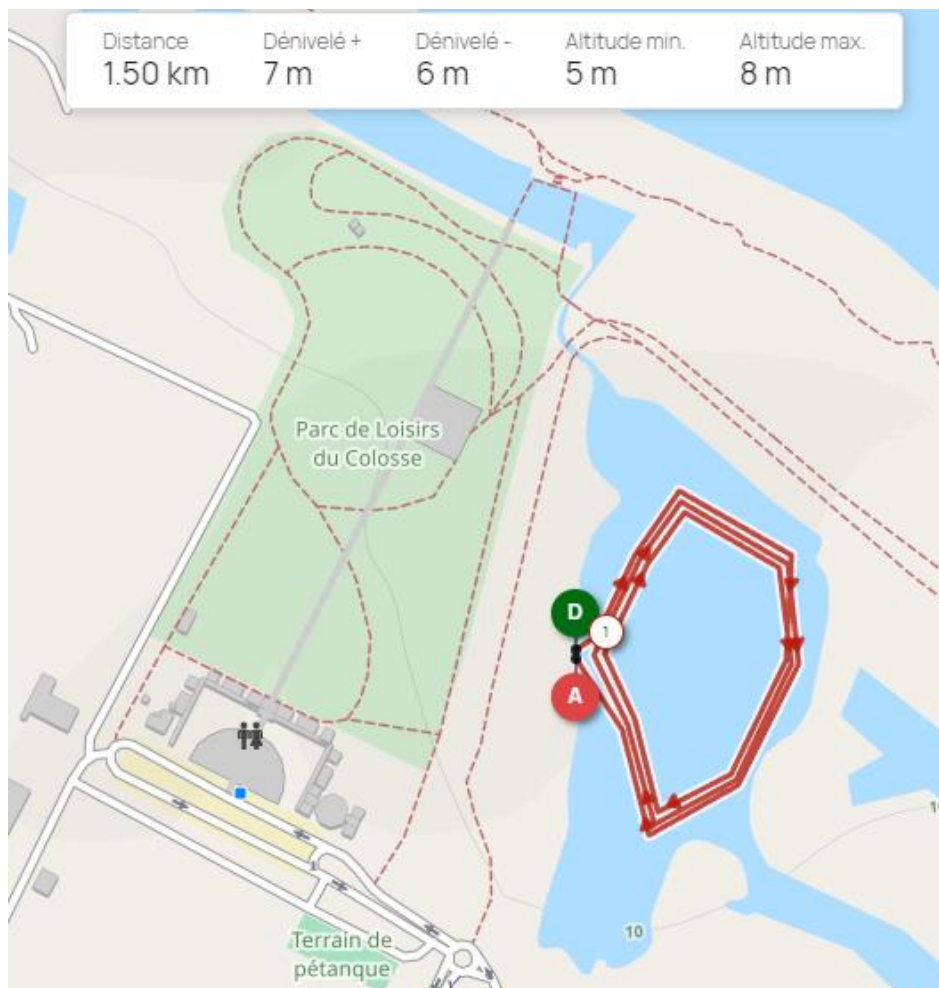 Distance Dénivelé + Dénivelé - Altitude min. Altitude max.
1.50 km 7 m 6 m 5 m 8 m
Parc de Loisirs
du Colosse
D
1
A
10
Terrain de
pétanque